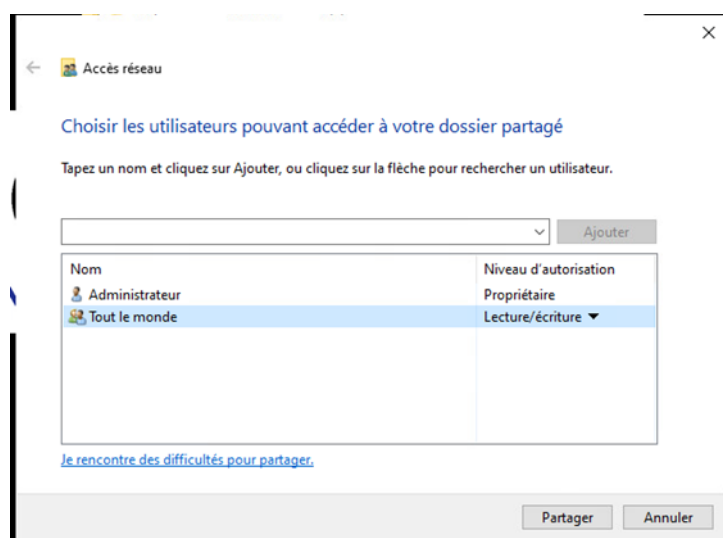 Accès réseau
Choisir les utilisateurs pouvant accéder à votre dossier partagé
Tapez un nom et cliquez sur Ajouter, ou cliquez sur la flèche pour rechercher un utilisateur.
Ajouter
Nom Niveau d'autorisation
Administrateur Propriétaire
Tout le monde Lecture/écriture
Je rencontre des difficultés pour partager.
Partager Annuler